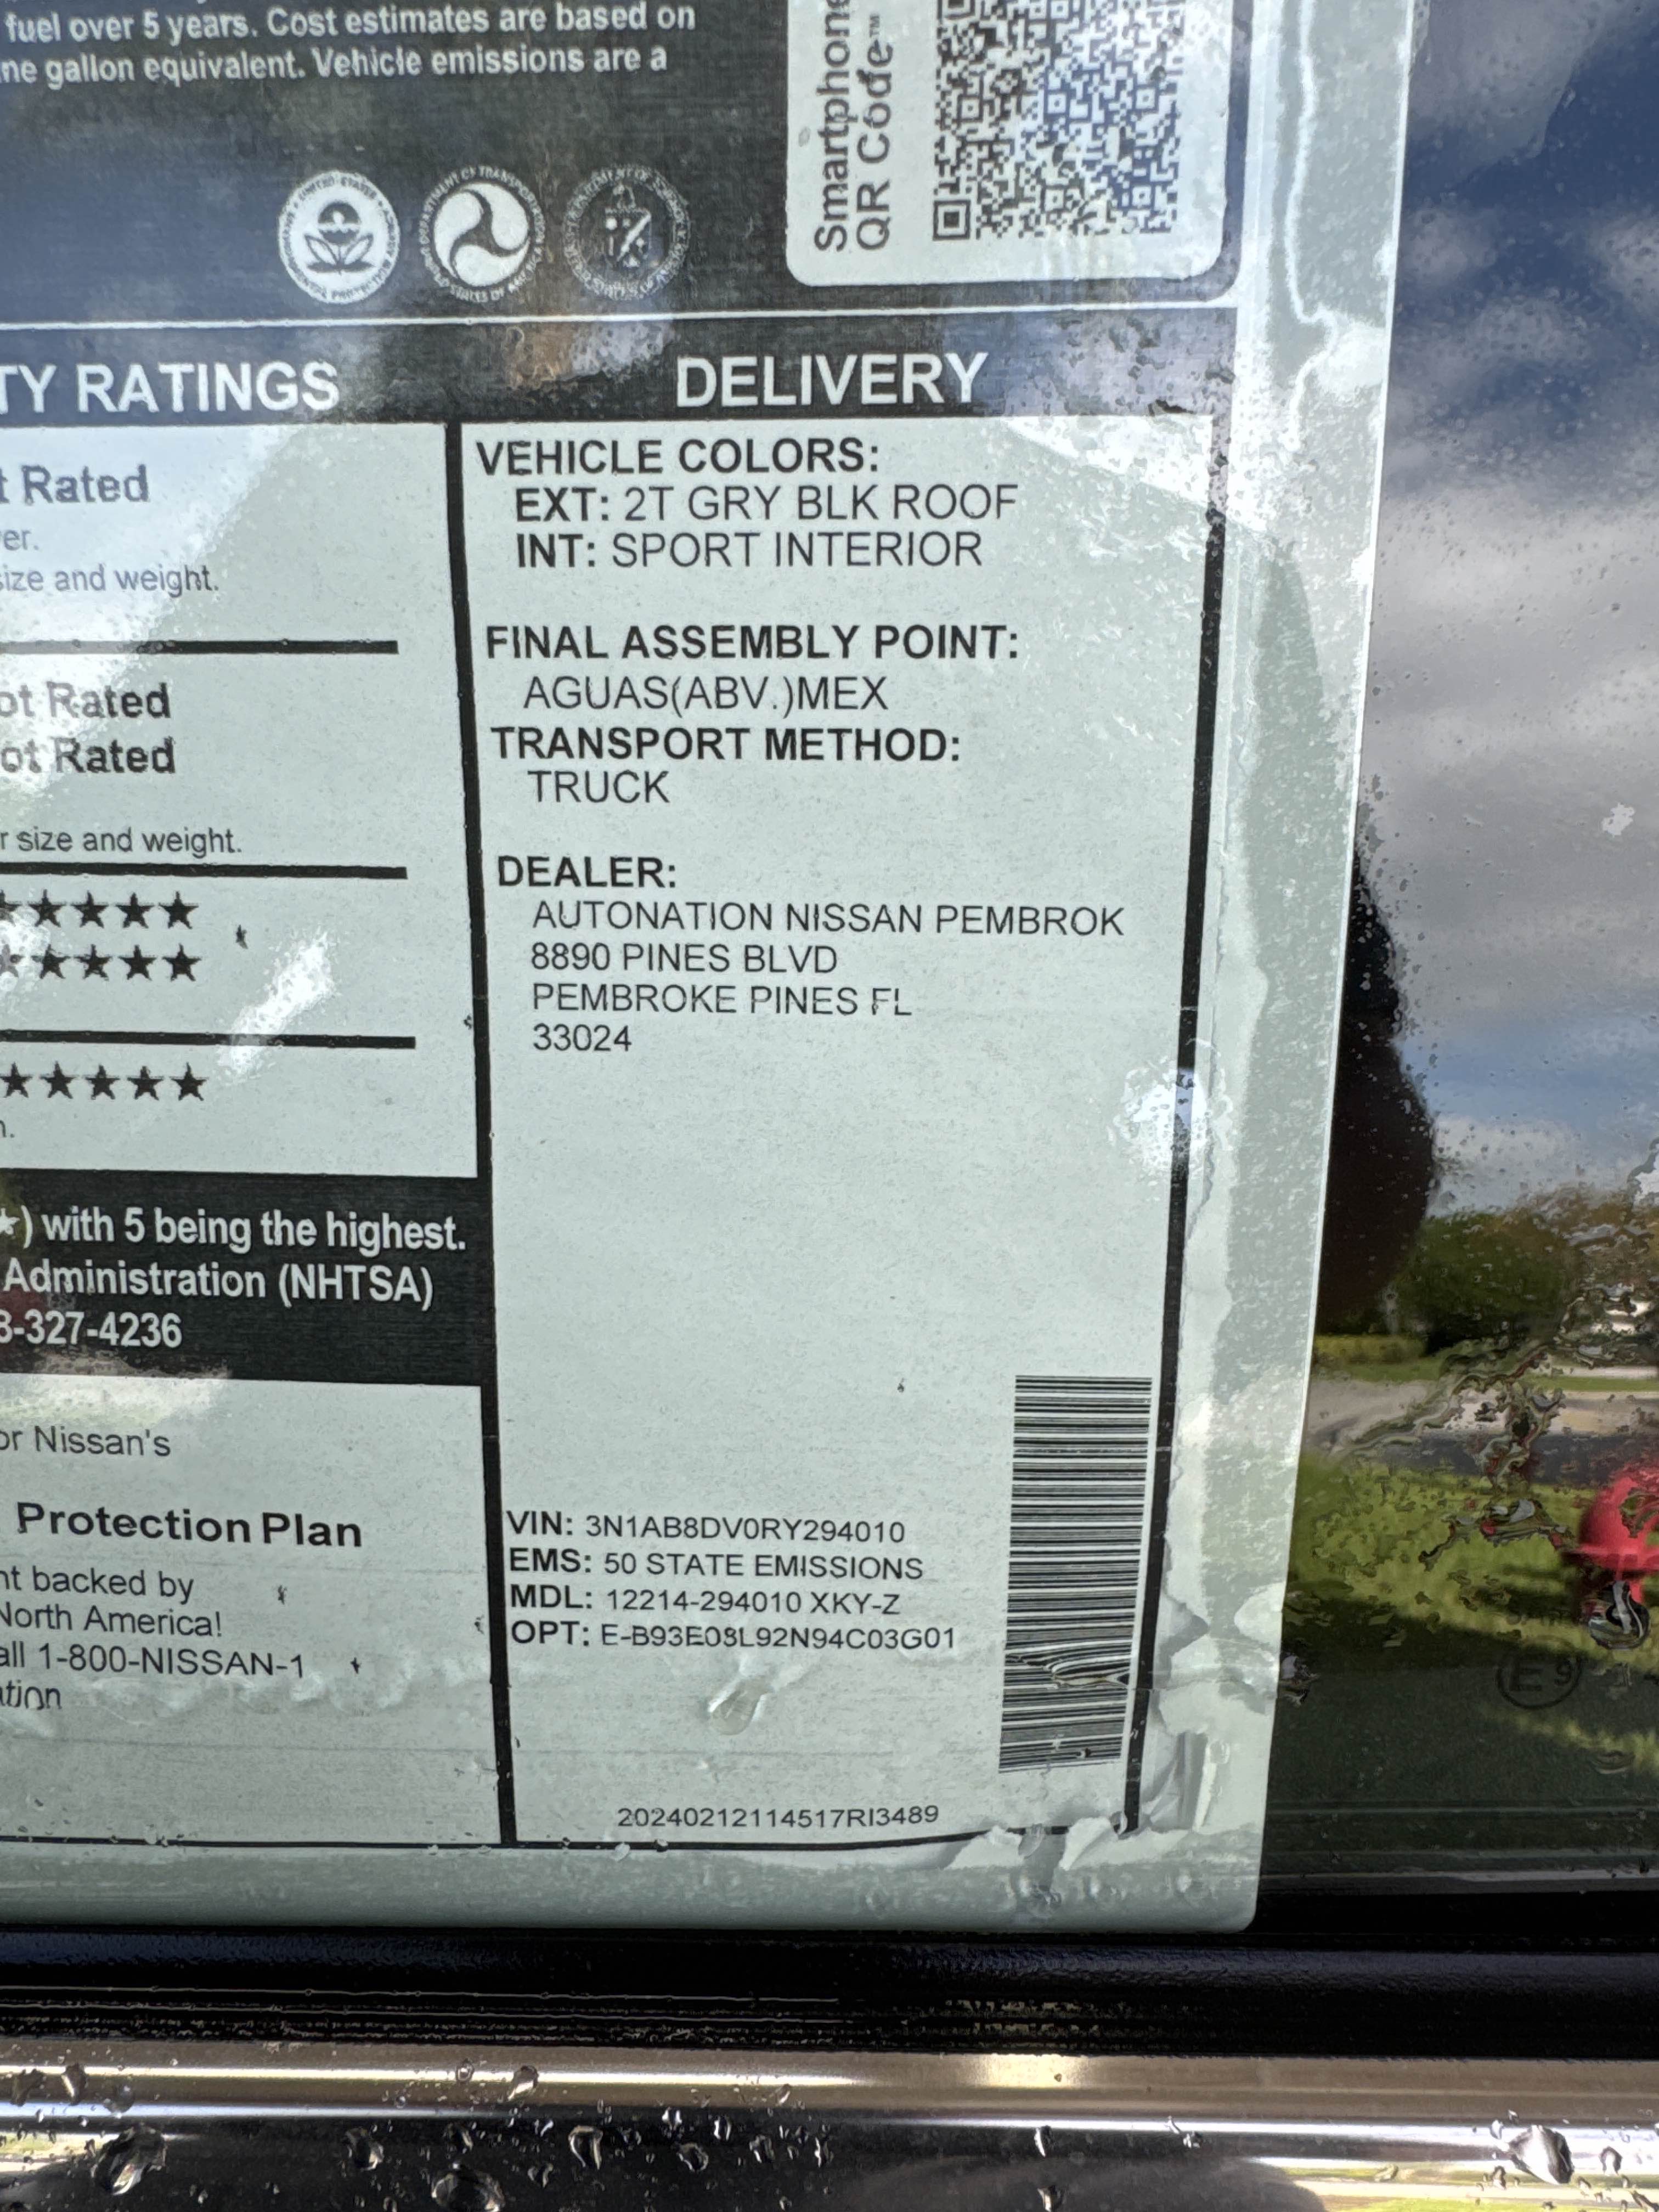 fuel over 5 years. Cost estimates are based on
ne gallon equivalent. Vehicle emissions are a
Smartphone
QR Code™
TY RATINGS
DELIVERY
t Rated
er.
size and weight.
ot Rated
ot Rated
r size and weight.
★★★★★
★★★★★
★★★★★
n.
★) with 5 being the highest.
Administration (NHTSA)
8-327-4236
or Nissan's
Protection Plan
nt backed by
North America!
all 1-800-NISSAN-1
ation
VEHICLE COLORS:
EXT: 2T GRY BLK ROOF
INT: SPORT INTERIOR
FINAL ASSEMBLY POINT:
AGUAS(ABV.)MEX
TRANSPORT METHOD:
TRUCK
DEALER:
AUTONATION NISSAN PEMBROK
8890 PINES BLVD
PEMBROKE PINES FL
33024
VIN: 3N1AB8DV0RY294010
EMS: 50 STATE EMISSIONS
MDL: 12214-294010 XKY-Z
OPT: E-B93E08L92N94C03G01
20240212114517RI3489
E9